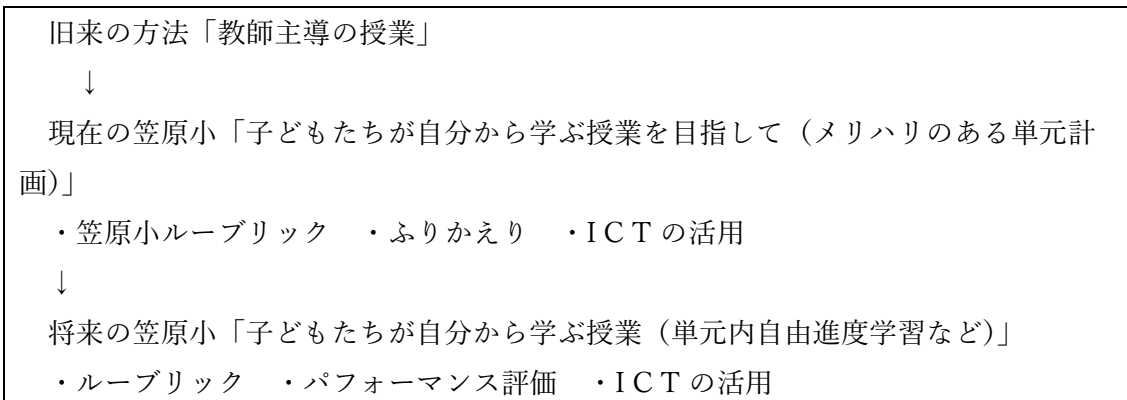 旧来の方法「教師主導の授業」
↓
現在の笠原小「子どもたちが自分から学ぶ授業を目指して（メリハリのある単元計
画）」
・笠原小ルーブリック　・ふりかえり　・ＩＣＴの活用
↓
将来の笠原小「子どもたちが自分から学ぶ授業（単元内自由進度学習など）」
・ルーブリック　・パフォーマンス評価　・ＩＣＴの活用